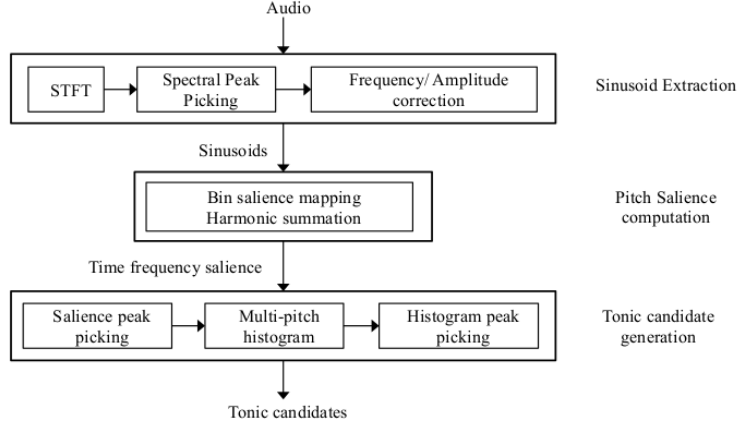 Audio
STFT
Spectral Peak
Picking
Frequency/ Amplitude
correction
Sinusoid Extraction
Sinusoids
Bin salience mapping
Harmonic summation
Pitch Salience
computation
Time frequency salience
Salience peak
picking
Multi-pitch
histogram
Histogram peak
picking
Tonic candidate
generation
Tonic candidates